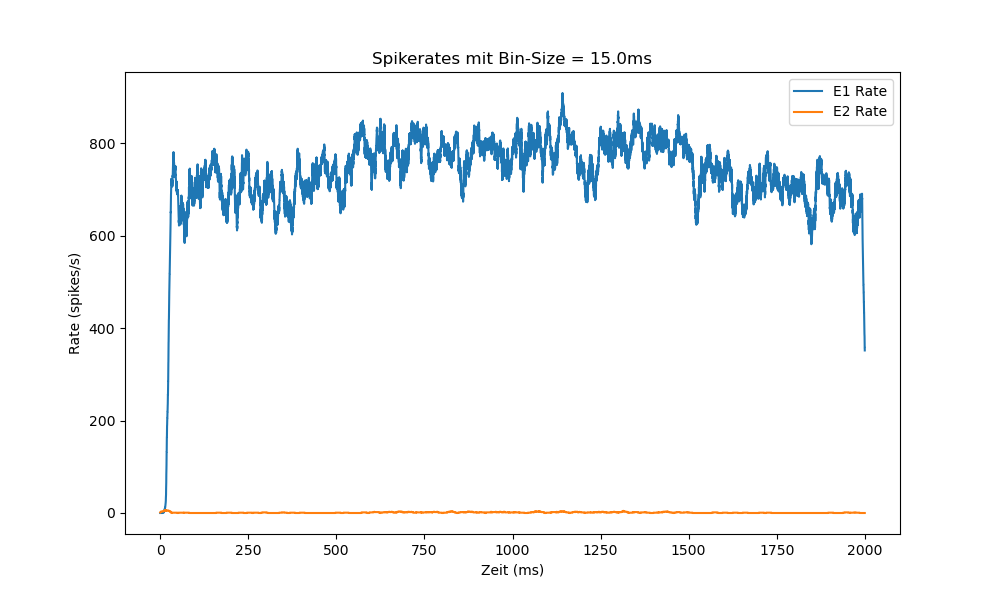 Spikerates mit Bin-Size = 15.0ms
E1 Rate
E2 Rate
800
600
400
200
0
Rate (spikes/s)
0 250 500 750 1000 1250 1500 1750 2000
Zeit (ms)